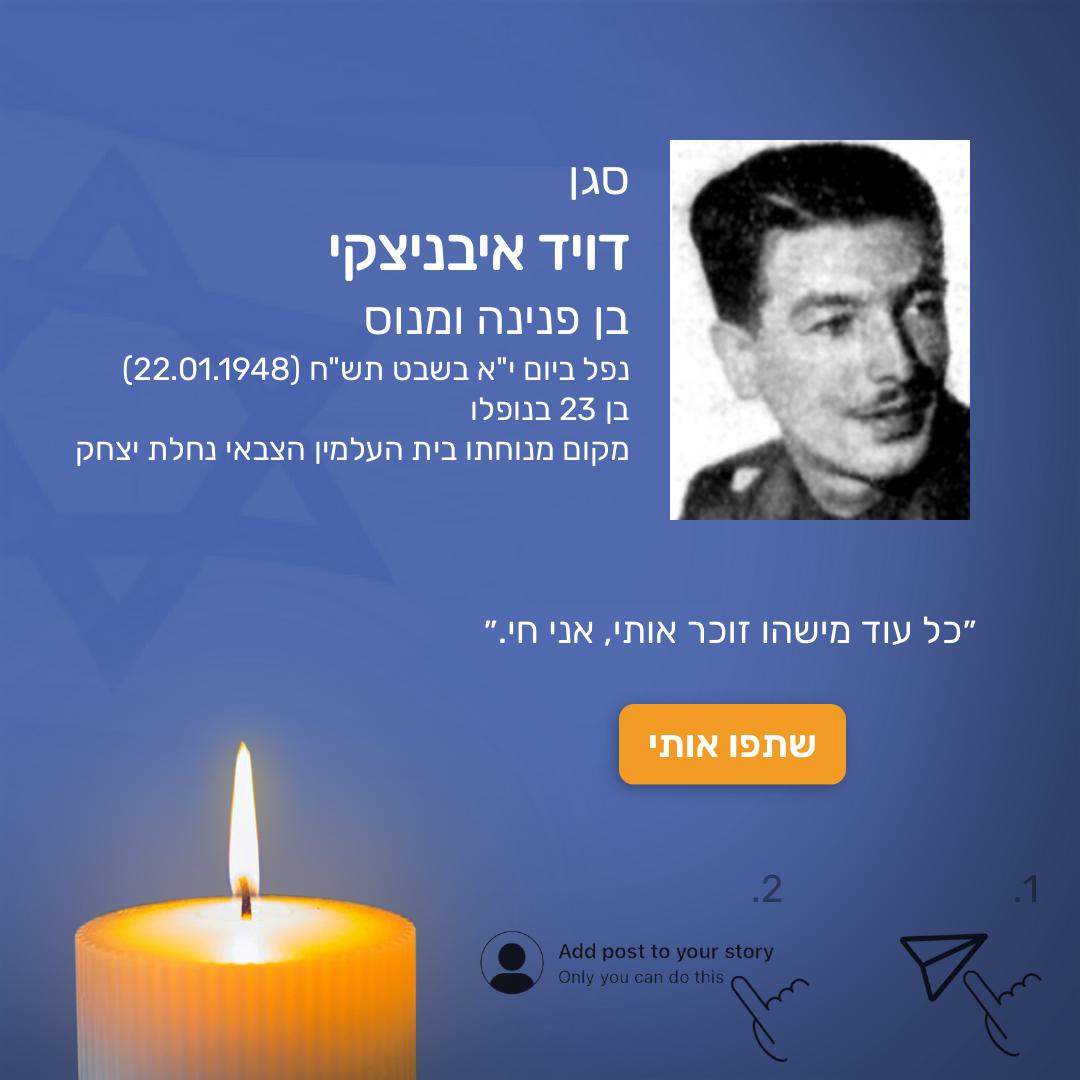 סגן
דויד איבניצקי
בן פנינה ומנוס
נפל ביום י"א בשבט תש"ח (22.01.1948)
בן 23 בנופלו
מקום מנוחתו בית העלמין הצבאי נחלת יצחק
״כל עוד מישהו זוכר אותי, אני חי.״
שתפו אותי
.1
.2
Add post to your story
Only you can do this